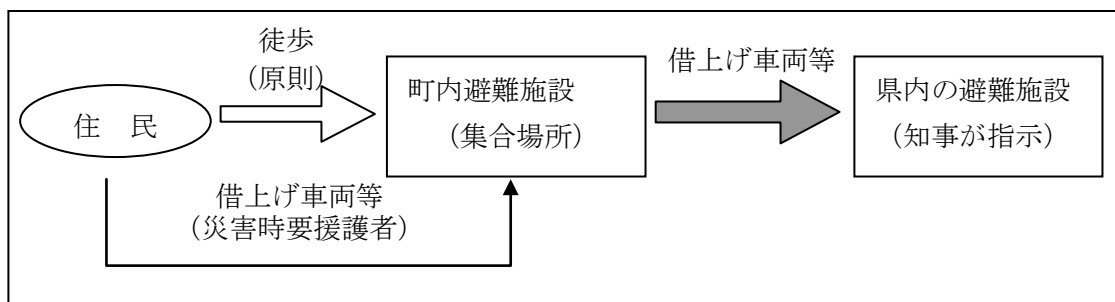 徒歩
(原則)
借上げ車両等
住　民
町内避難施設
（集合場所）
県内の避難施設
（知事が指示）
借上げ車両等
（災害時要援護者）